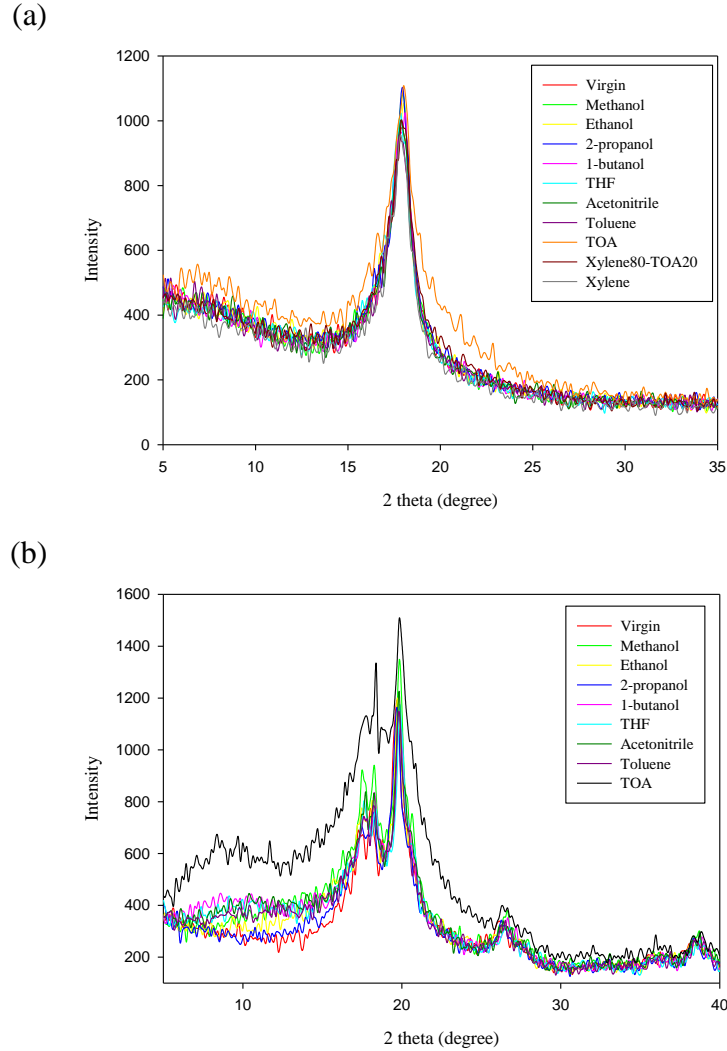 (a)
1200
1000
800
600
400
200
0
Intensity
5 10 15 20 25 30 35
2 theta (degree)
Virgin
Methanol
Ethanol
2-propanol
1-butanol
THF
Acetonitrile
Toluene
TOA
Xylene80-TOA20
Xylene
(b)
1600
1400
1200
1000
800
600
400
200
Intensity
10 20 30 40
2 theta (degree)
Virgin
Methanol
Ethanol
2-propanol
1-butanol
THF
Acetonitrile
Toluene
TOA